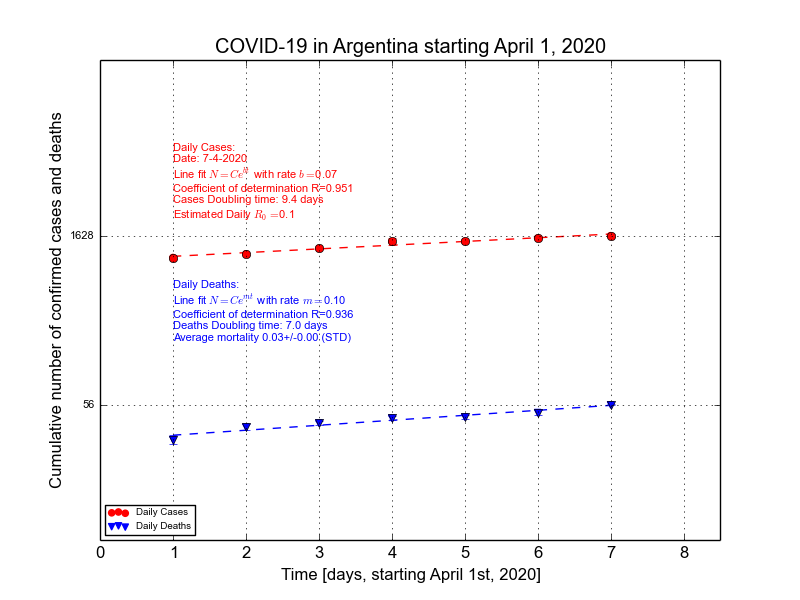 COVID-19 in Argentina starting April 1, 2020
Cumulative number of confirmed cases and deaths
Daily Cases:
Date: 7-4-2020
Line fit N=Ce^{bt} with rate b=0.07
Coefficient of determination R=0.951
Cases Doubling time: 9.4 days
Estimated Daily R_0=0.1
1628
Daily Deaths:
Line fit N=Ce^{mt} with rate m=0.10
Coefficient of determination R=0.936
Deaths Doubling time: 7.0 days
Average mortality 0.03+/-0.00 (STD)
56
Daily Cases
Daily Deaths
0 1 2 3 4 5 6 7 8
Time [days, starting April 1st, 2020]